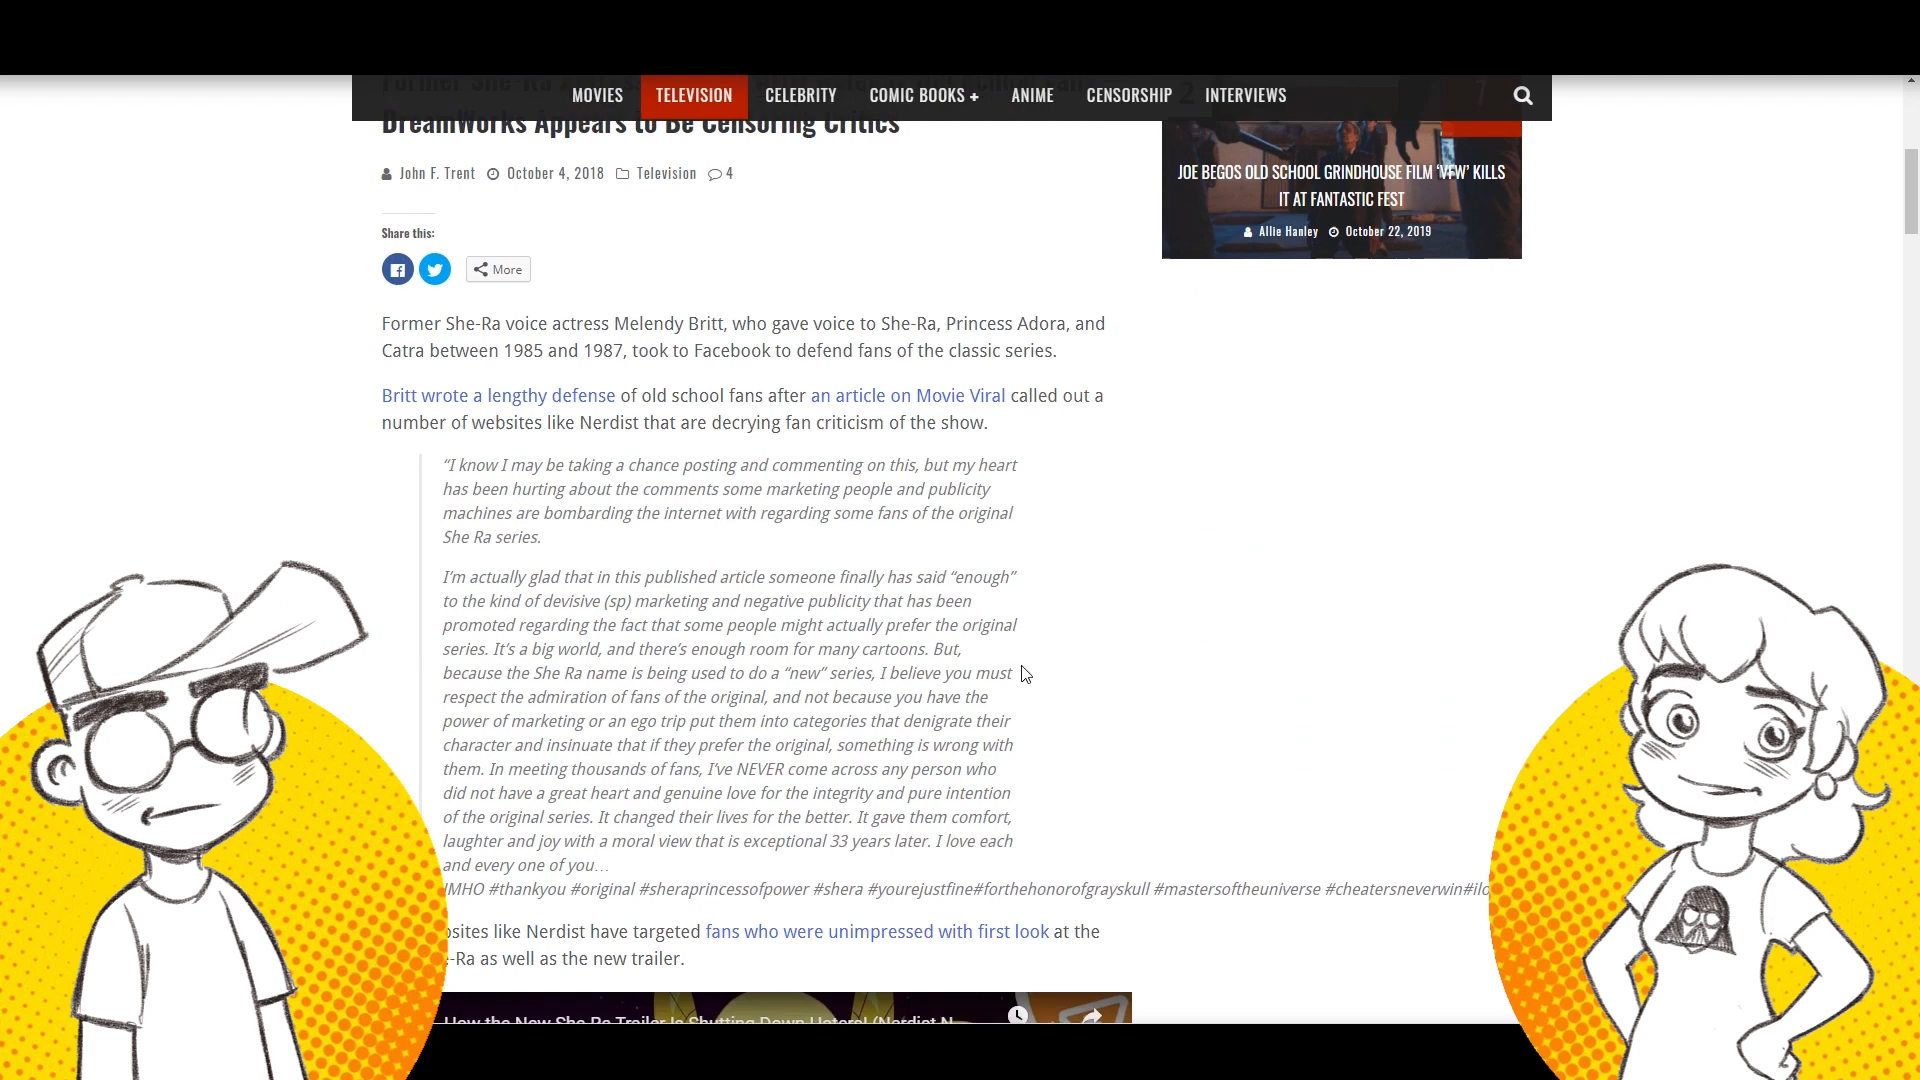 MOVIES TELEVISION CELEBRITY COMIC BOOKS + ANIME CENSORSHIP INTERVIEWS
DreamWorks Appears to Be Censoring Critics
John F. Trent October 4, 2018 Television 4
Share this:
More
Former She-Ra voice actress Melendy Britt, who gave voice to She-Ra, Princess Adora, and
Catra between 1985 and 1987, took to Facebook to defend fans of the classic series.
Britt wrote a lengthy defense of old school fans after an article on Movie Viral called out a
number of websites like Nerdist that are decrying fan criticism of the show.
“I know I may be taking a chance posting and commenting on this, but my heart
has been hurting about the comments some marketing people and publicity
machines are bombarding the internet with regarding some fans of the original
She Ra series.
I’m actually glad that in this published article someone finally has said “enough”
to the kind of devisive (sp) marketing and negative publicity that has been
promoted regarding the fact that some people might actually prefer the original
series. It’s a big world, and there’s enough room for many cartoons. But,
because the She Ra name is being used to do a “new” series, I believe you must
respect the admiration of fans of the original, and not because you have the
power of marketing or an ego trip put them into categories that denigrate their
character and insinuate that if they prefer the original, something is wrong with
them. In meeting thousands of fans, I’ve NEVER come across any person who
did not have a great heart and genuine love for the integrity and pure intention
of the original series. It changed their lives for the better. It gave them comfort,
laughter and joy with a moral view that is exceptional 33 years later. I love each
and every one of you…
IMHO #thankyou #original #sheraprincessofpower #shera #yourejustfine#forthehonorofgrayskull #mastersoftheuniverse #cheatersneverwin#ilo
bsites like Nerdist have targeted fans who were unimpressed with first look at the
e-Ra as well as the new trailer.
How the New She Ra Trailer Is Shutting Down Haters! (Nerdist N
JOE BEGOS OLD SCHOOL GRINDHOUSE FILM ‘VFW’ KILLS
IT AT FANTASTIC FEST
Allie Hanley October 22, 2019